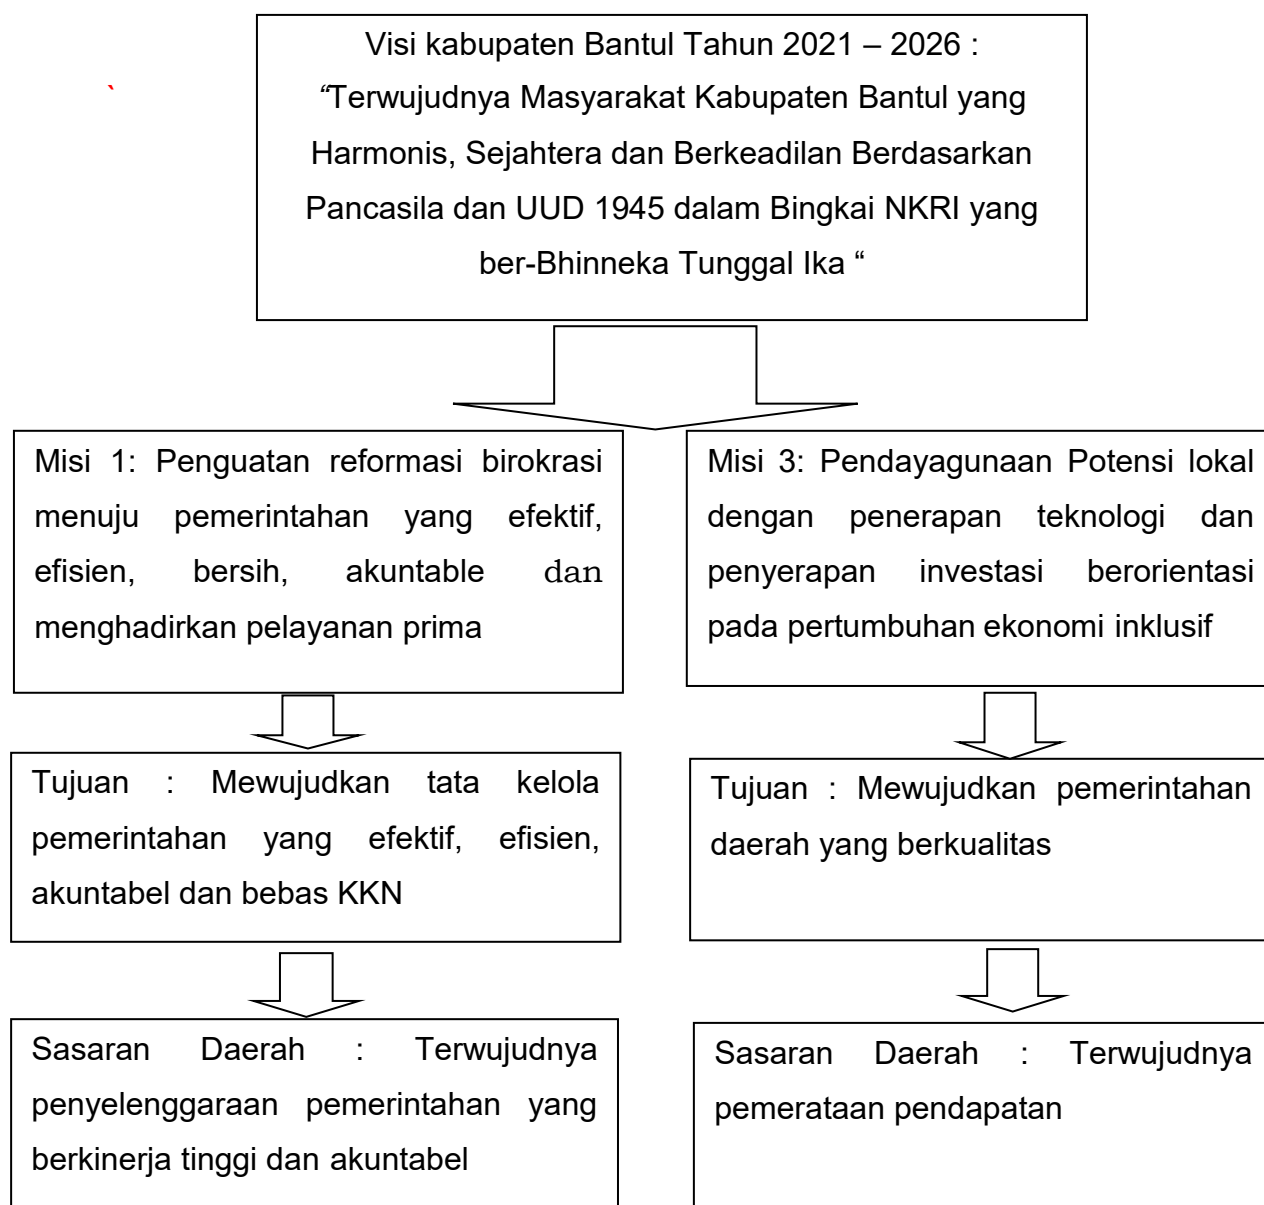 Visi kabupaten Bantul Tahun 2021 – 2026 :
“Terwujudnya Masyarakat Kabupaten Bantul yang
Harmonis, Sejahtera dan Berkeadilan Berdasarkan
Pancasila dan UUD 1945 dalam Bingkai NKRI yang
ber-Bhinneka Tunggal Ika “
`
Misi 1: Penguatan reformasi birokrasi
menuju pemerintahan yang efektif,
efisien, bersih, akuntable dan
menghadirkan pelayanan prima
Misi 3: Pendayagunaan Potensi lokal
dengan penerapan teknologi dan
penyerapan investasi berorientasi
pada pertumbuhan ekonomi inklusif
Tujuan : Mewujudkan tata kelola
pemerintahan yang efektif, efisien,
akuntabel dan bebas KKN
Tujuan : Mewujudkan pemerintahan
daerah yang berkualitas
Sasaran Daerah : Terwujudnya
penyelenggaraan pemerintahan yang
berkinerja tinggi dan akuntabel
Sasaran Daerah : Terwujudnya
pemerataan pendapatan